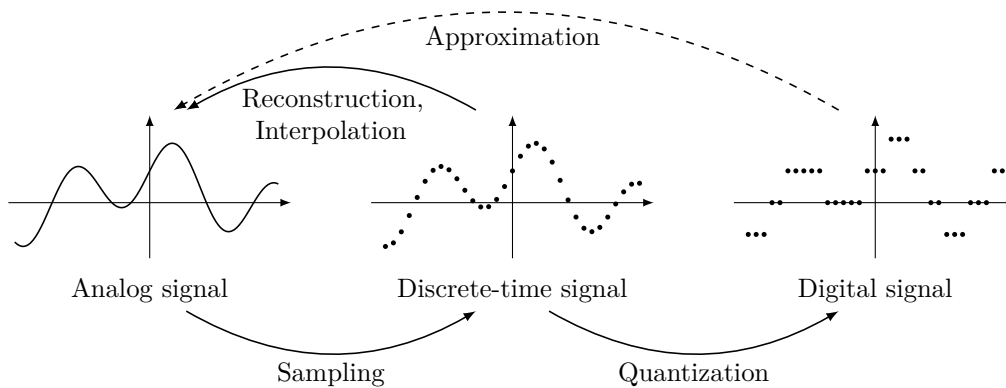 Approximation
Reconstruction,
Interpolation
Analog signal
Discrete-time signal
Digital signal
Sampling
Quantization